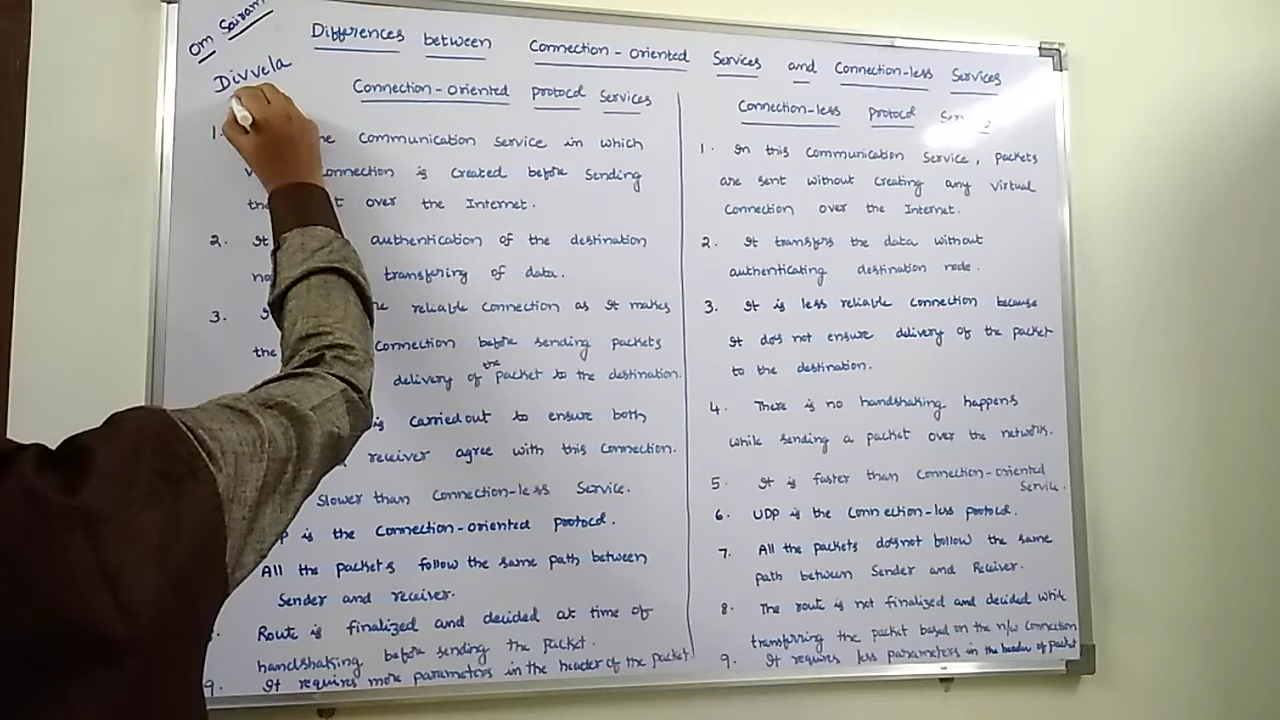 Om Sairam
Divvela
Differences between Connection-oriented Services and Connection-less Services
Connection-oriented protocol Services
1. communication service in which
connection is created before sending
over the Internet.
2. It authentication of the destination
transfering of data.
3. reliable connection as it makes
the connection before sending packets
the
delivery of packet to the destination.
is carriedout to ensure both
receiver agree with this connection.
Slower than Connection-less Service.
is the Connection-oriented protocol.
All the packets follow the same path between
Sender and receiver.
Route is finalized and decided at time of
handshaking before sending the packet.
9. It requires more parameters in the header of the packet
Connection-less protocol
1. In this Communication Service, packets
are sent without creating any virtual
connection over the Internet.
2. It transfers the data without
authenticating destination node.
3. It is less reliable connection because
it does not ensure delivery of the packet
to the destination.
4. There is no handshaking happens
while sending a packet over the network.
5. It is faster than connection-oriented
Service.
6. UDP is the connection-less protocol.
7. All the packets doesnot bollow the same
path between Sender and Receiver.
8. The route is not finalized and decided while
transferring the packet based on the n/w connection
9. It requires less parameters in the header of packet